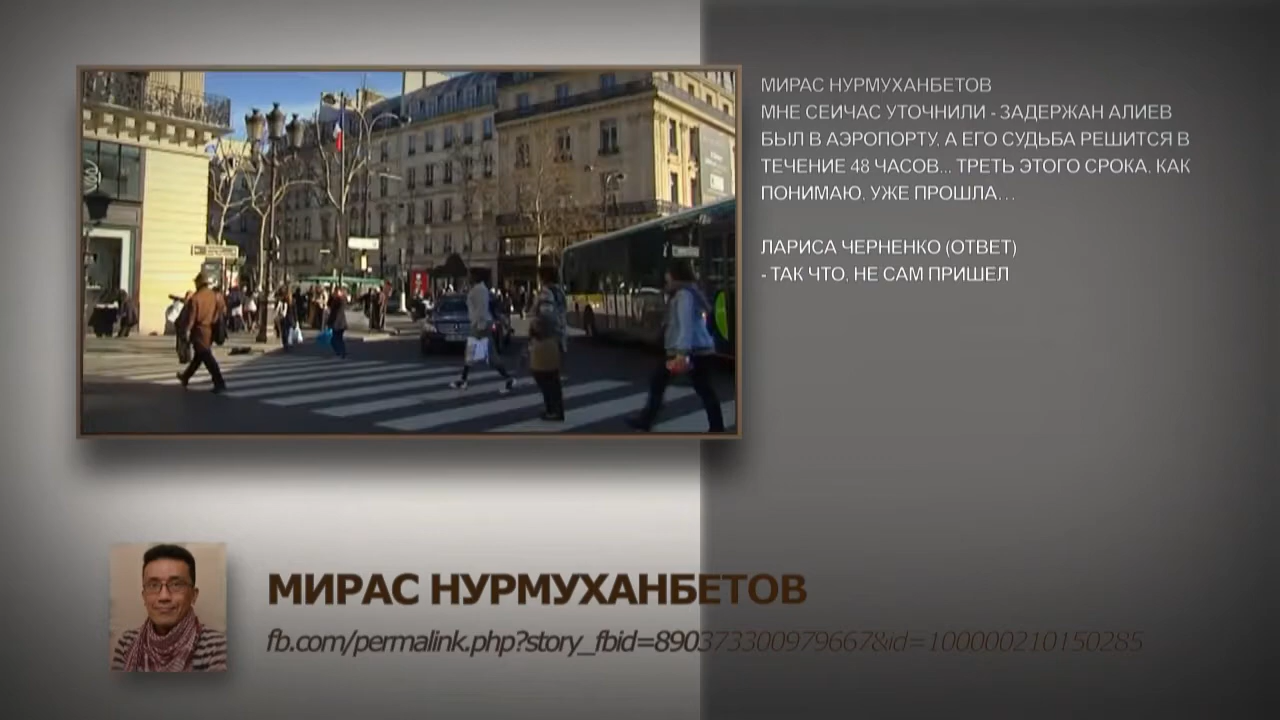 МИРАС НУРМУХАНБЕТОВ
МНЕ СЕИЧАС УТОЧНИЛИ - ЗАДЕРЖАН АЛИЕВ
БЫЛ В АЭРОПОРТУ, А ЕГО СУДЬБА РЕШИТСЯ В
ТЕЧЕНИЕ 48 ЧАСОВ... ТРЕТЬ ЭТОГО СРОКА, КАК
ПОНИМАЮ, УЖЕ ПРОШЛА...
ЛАРИСА ЧЕРНЕНКО (ОТВЕТ)
- ТАК ЧТО, НЕ САМ ПРИШЕЛ
МИРАС НУРМУХАНБЕТОВ
fb.com/permalink.php?story_fbid=890373300979667&id=100000210150285